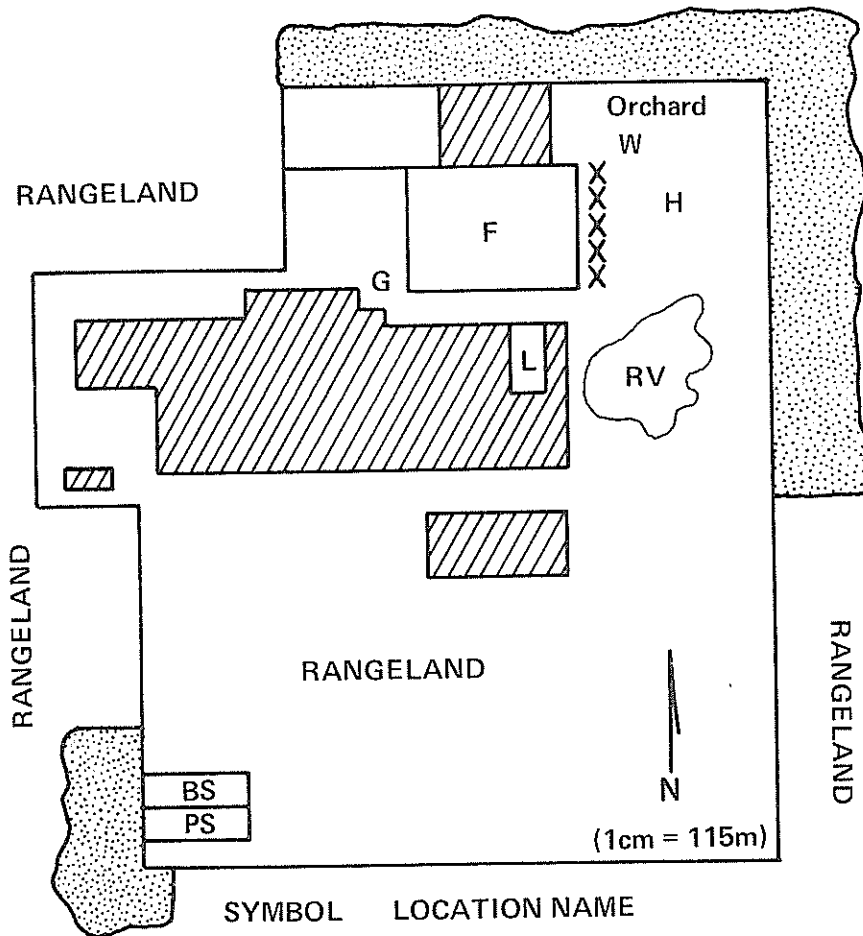 Orchard
W
RANGELAND
H
X
X
X
X
X
F
G
L
RV
RANGELAND
RANGELAND
RANGELAND
BS
PS
N
(1cm = 115m)
SYMBOL LOCATION NAME